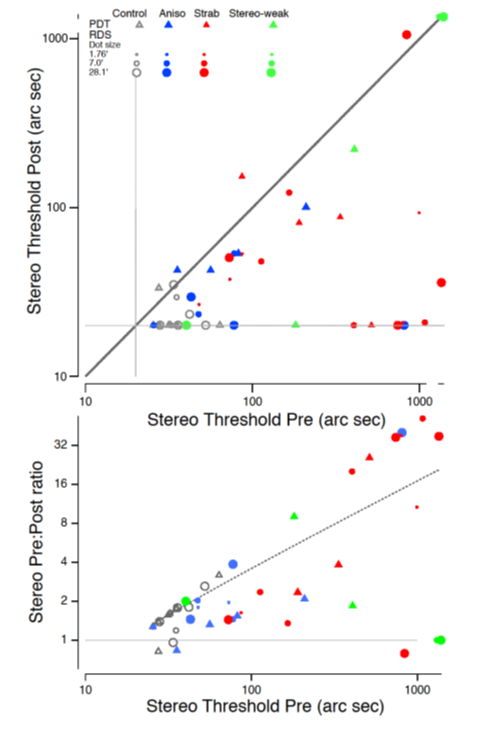 Control Aniso Strab Stereo-weak
PDT
RDS
Dot size
1.76'
7.0'
28.1'
1000
100
10
Stereo Threshold Post (arc sec)
10 100 1000
Stereo Threshold Pre (arc sec)
32
16
8
4
2
1
Stereo Pre:Post ratio
10 100 1000
Stereo Threshold Pre (arc sec)